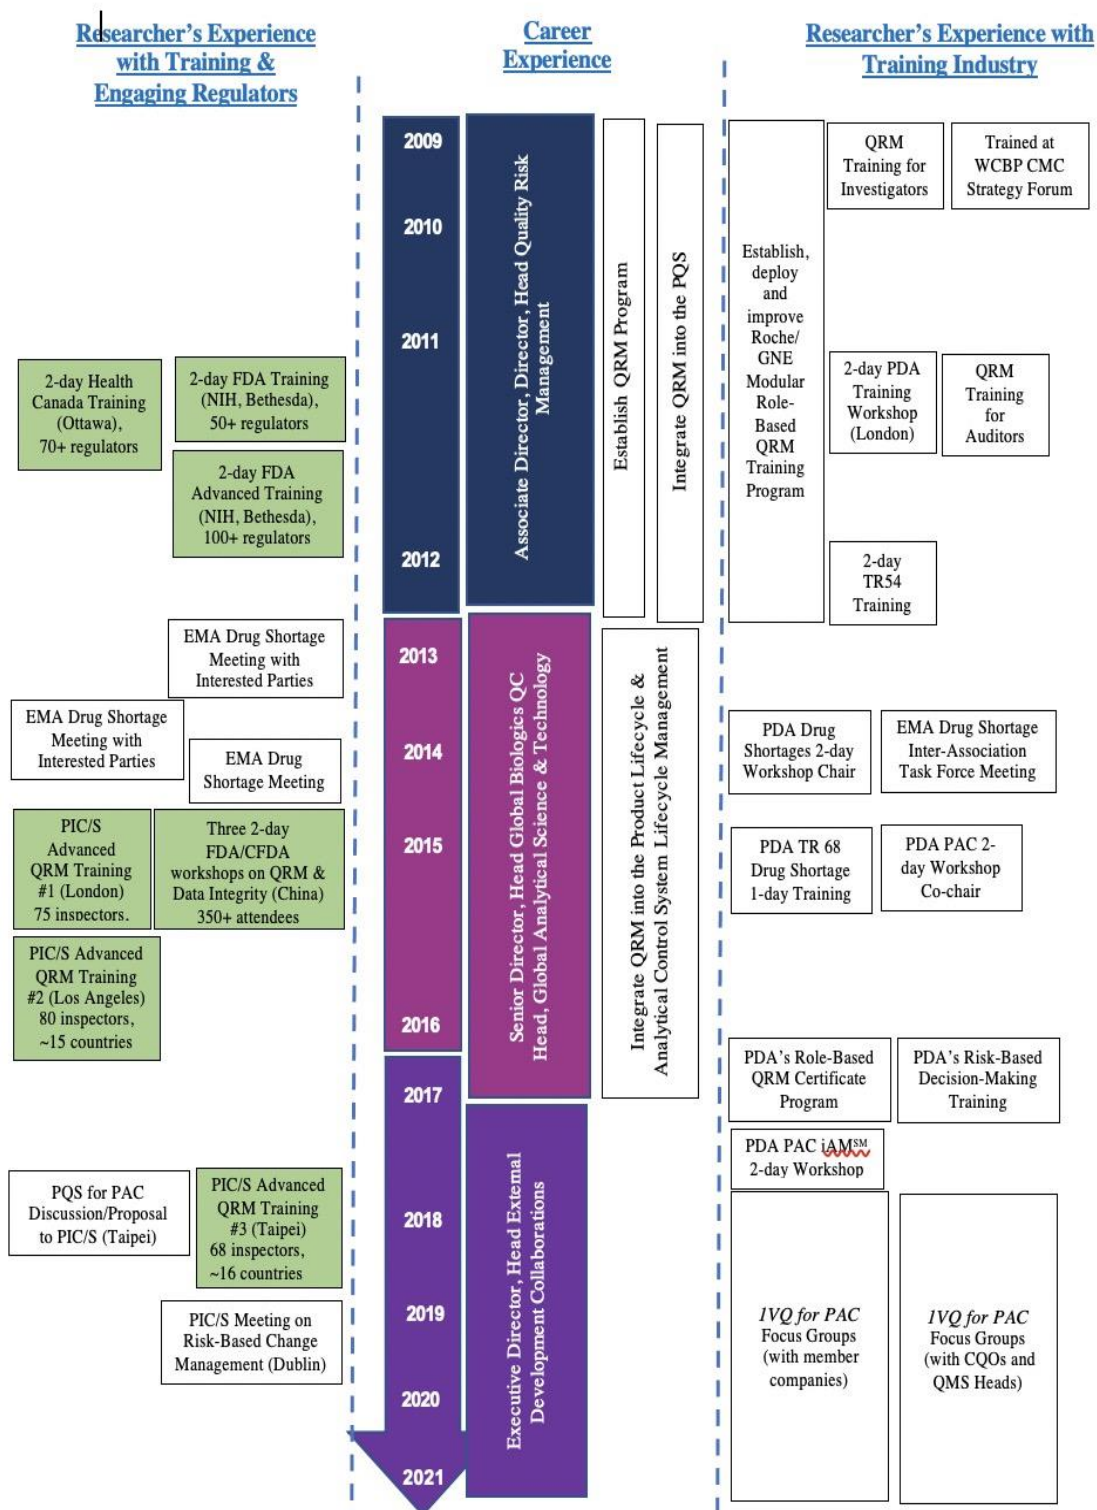 Researcher's Experience
with Training &
Engaging Regulators
Career
Experience
Researcher's Experience with
Training Industry
2009
2010
2011
2012
2013
2014
2015
2016
2017
2018
2019
2020
2021
Associate Director, Director, Head Quality Risk
Management
Senior Director, Head Global Biologics QC
Head, Global Analytical Science & Technology
Executive Director, Head External
Development Collaborations
Establish QRM Program
Integrate QRM into the PQS
Integrate QRM into the Product Lifecycle &
Analytical Control System Lifecycle Management
2-day Health
Canada Training
(Ottawa),
70+ regulators
2-day FDA Training
(NIH, Bethesda),
50+ regulators
2-day FDA
Advanced Training
(NIH, Bethesda),
100+ regulators
EMA Drug Shortage
Meeting with
Interested Parties
EMA Drug Shortage
Meeting with
Interested Parties
EMA Drug
Shortage Meeting
PIC/S
Advanced
QRM Training
#1 (London)
75 inspectors,
Three 2-day
FDA/CFDA
workshops on QRM &
Data Integrity (China)
350+ attendees
PIC/S Advanced
QRM Training
#2 (Los Angeles)
80 inspectors,
~15 countries
PQS for PAC
Discussion/Proposal
to PIC/S (Taipei)
PIC/S Advanced
QRM Training
#3 (Taipei)
68 inspectors,
~16 countries
PIC/S Meeting on
Risk-Based Change
Management (Dublin)
Establish,
deploy
and
improve
Roche/
GNE
Modular
Role-
Based
QRM
Training
Program
QRM
Training for
Investigators
Trained at
WCBP CMC
Strategy Forum
2-day PDA
Training
Workshop
(London)
QRM
Training
for
Auditors
2-day
TR54
Training
PDA Drug
Shortages 2-day
Workshop Chair
EMA Drug Shortage
Inter-Association
Task Force Meeting
PDA TR 68
Drug Shortage
1-day Training
PDA PAC 2-
day Workshop
Co-chair
PDA's Role-Based
QRM Certificate
Program
PDA's Risk-Based
Decision-Making
Training
PDA PAC iAM℠
2-day Workshop
1VQ for PAC
Focus Groups
(with member
companies)
1VQ for PAC
Focus Groups
(with CQOs and
QMS Heads)